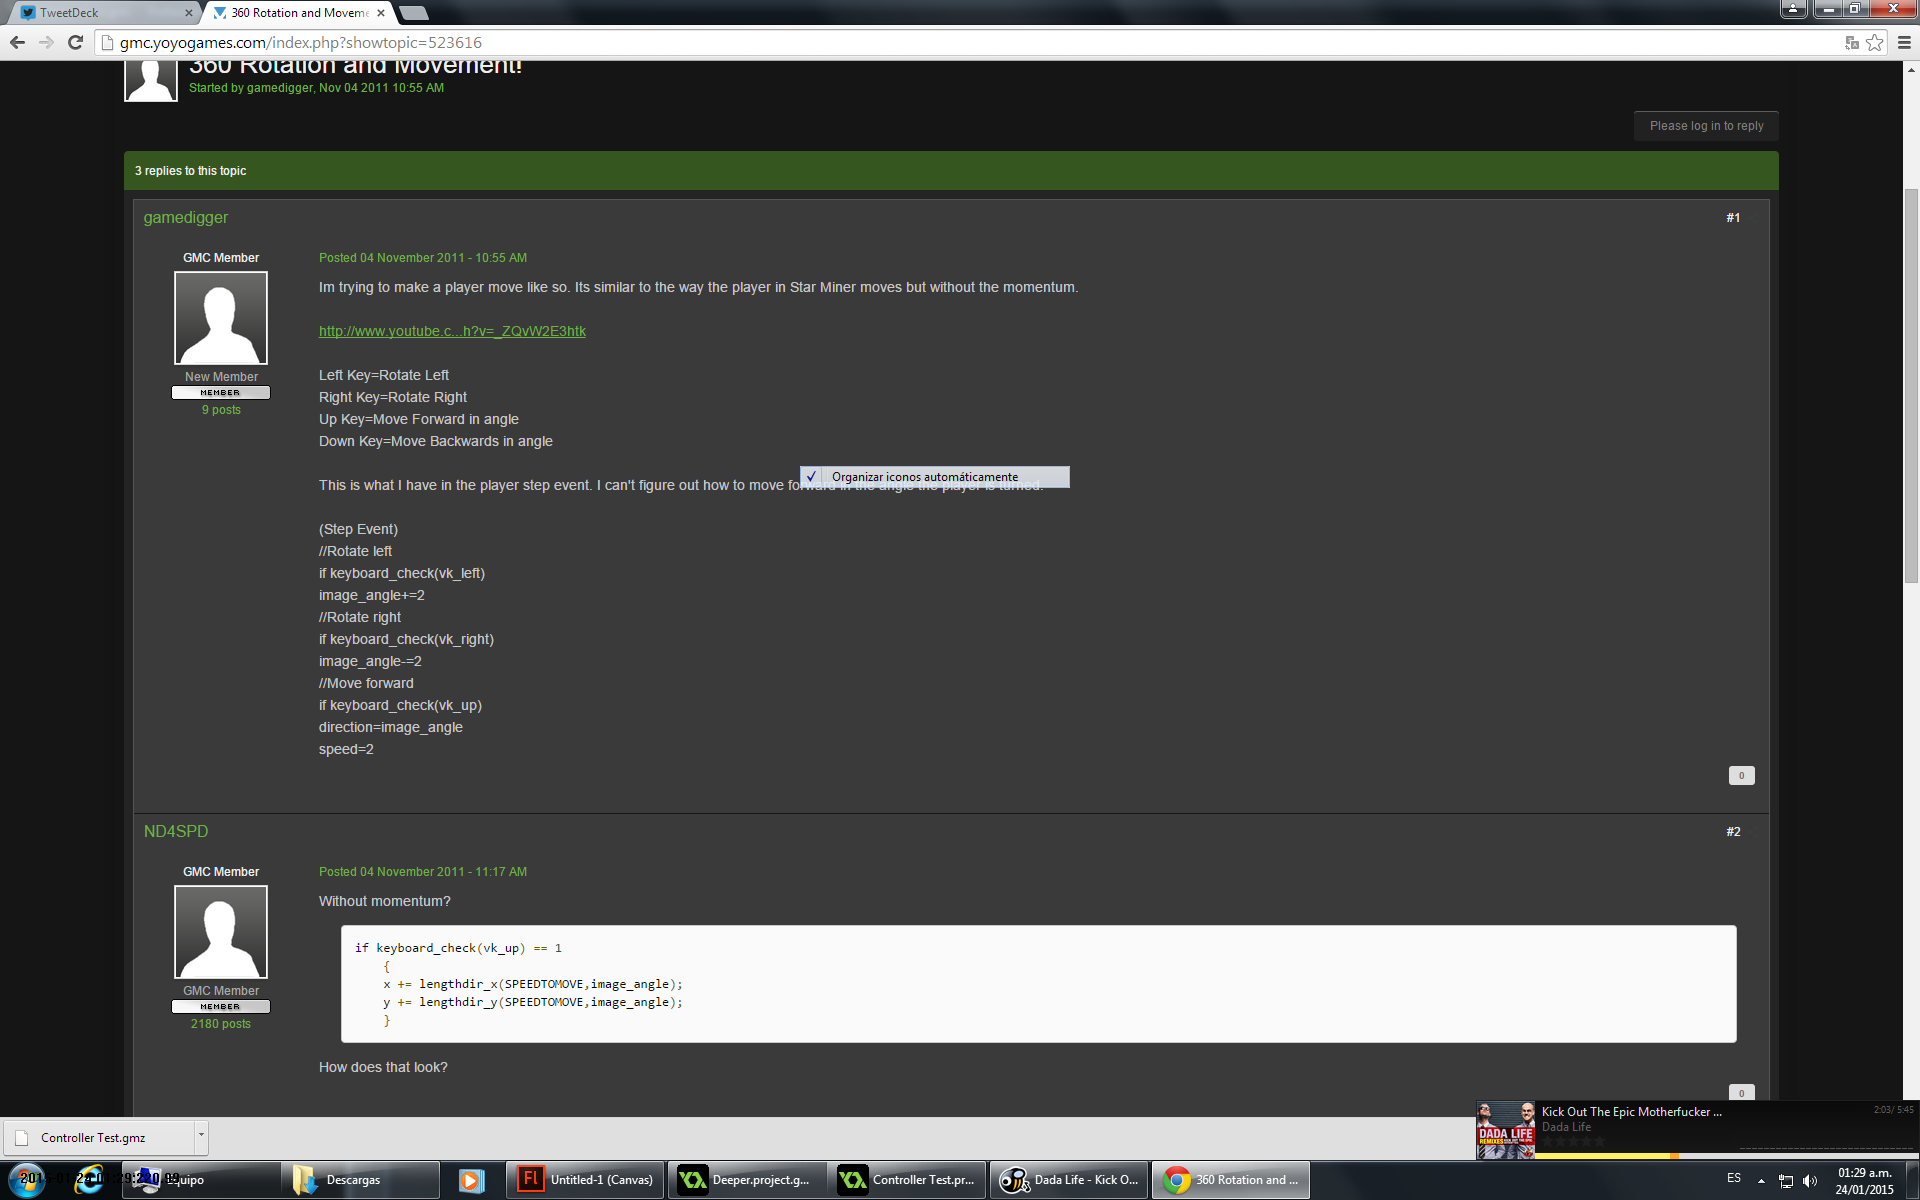 TweetDeck
360 Rotation and Moveme
gmc.yoyogames.com/index.php?showtopic=523616
360 Rotation and Movement!
Started by gamedigger, Nov 04 2011 10:55 AM
Please log in to reply
3 replies to this topic
gamedigger
#1
GMC Member
New Member
MEMBER
9 posts
Posted 04 November 2011 - 10:55 AM
Im trying to make a player move like so. Its similar to the way the player in Star Miner moves but without the momentum.
http://www.youtube.c...h?v=_ZQvW2E3htk
Left Key=Rotate Left
Right Key=Rotate Right
Up Key=Move Forward in angle
Down Key=Move Backwards in angle
Organizar iconos automáticamente
This is what I have in the player step event. I can't figure out how to move forward in the angle the player is turned.
(Step Event)
//Rotate left
if keyboard_check(vk_left)
image_angle+=2
//Rotate right
if keyboard_check(vk_right)
image_angle-=2
//Move forward
if keyboard_check(vk_up)
direction=image_angle
speed=2
0
ND4SPD
#2
GMC Member
GMC Member
MEMBER
2180 posts
Posted 04 November 2011 - 11:17 AM
Without momentum?
if keyboard_check(vk_up) == 1
{
x += lengthdir_x(SPEEDTOMOVE,image_angle);
y += lengthdir_y(SPEEDTOMOVE,image_angle);
}
How does that look?
0
Kick Out The Epic Motherfucker ...
2:03/ 5:45
Dada Life
DADA LIFE
Controller Test.gmz
Equipo
Descargas
Fl
Untitled-1 (Canvas)
Deeper.project.g...
Controller Test.pr...
Dada Life - Kick O...
360 Rotation and ...
ES
01:29 a.m.
24/01/2015